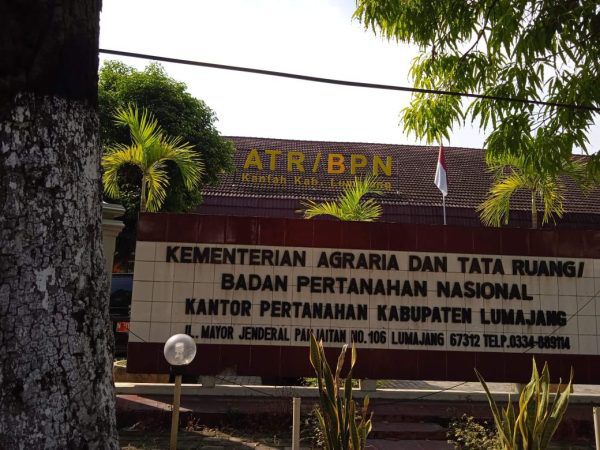 ATR/BPN
Kantah Kab. Lumajang
KEMENTERIAN AGRARIA DAN TATA RUANG/
BADAN PERTANAHAN NASIONAL
KANTOR PERTANAHAN KABUPATEN LUMAJANG
JL. MAYOR JENDERAL PANJAITAN NO.106 LUMAJANG 67312 TELP.0334-889114